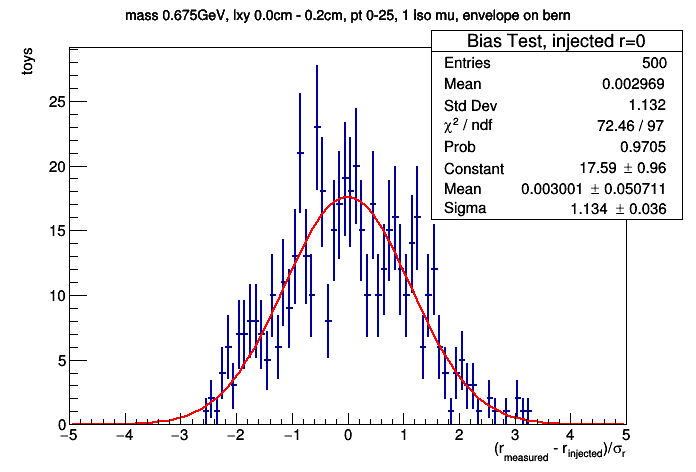 mass 0.675GeV, lxy 0.0cm - 0.2cm, pt 0-25, 1 Iso mu, envelope on bern
Bias Test, injected r=0
Entries 500
Mean 0.002969
Std Dev 1.132
χ² / ndf 72.46 / 97
Prob 0.9705
Constant 17.59 ± 0.96
Mean 0.003001 ± 0.050711
Sigma 1.134 ± 0.036
toys
25
20
15
10
5
0
−5 −4 −3 −2 −1 0 1 2 3 4 5
(r_measured - r_injected)/σ_r